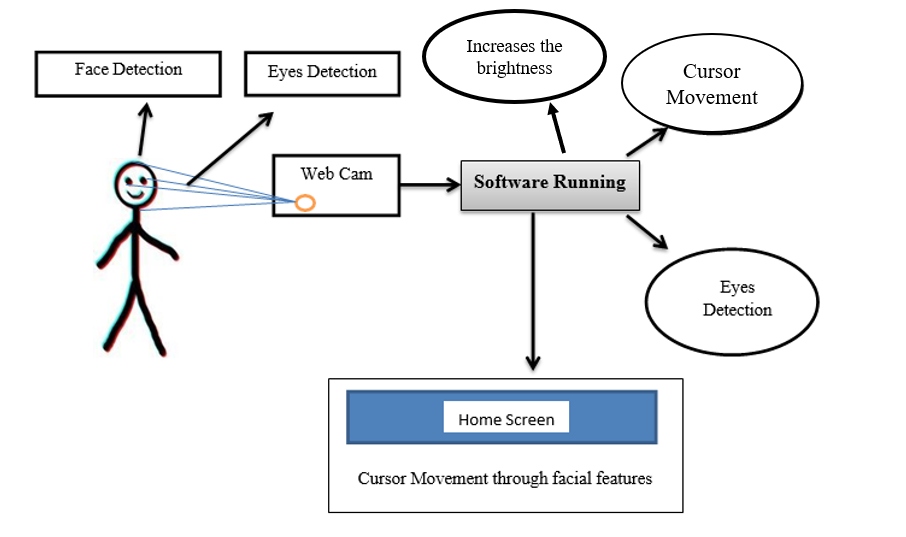 Increases the
brightness
Face Detection
Eyes Detection
Cursor
Movement
Web Cam
Software Running
Eyes
Detection
Home Screen
Cursor Movement through facial features